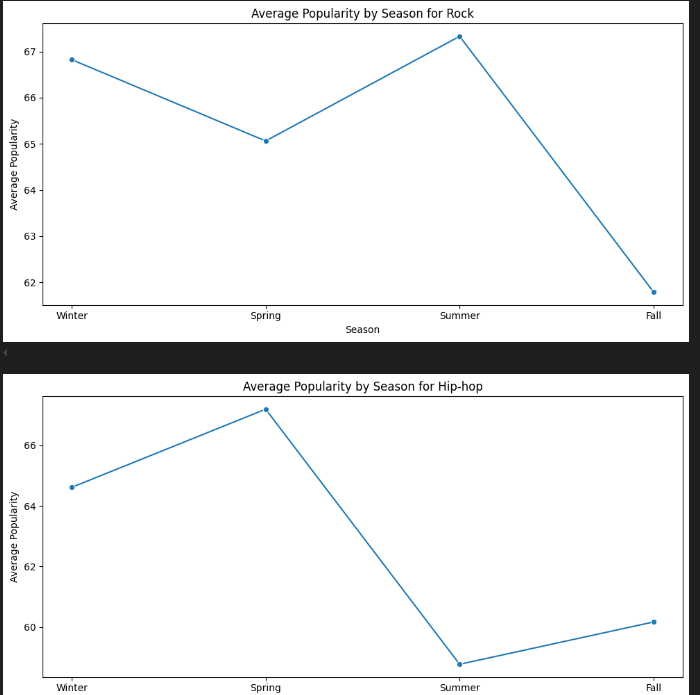 Average Popularity by Season for Rock
67
66
65
64
63
62
Average Popularity
Winter Spring Summer Fall
Season
Average Popularity by Season for Hip-hop
66
64
62
60
Average Popularity
Winter Spring Summer Fall